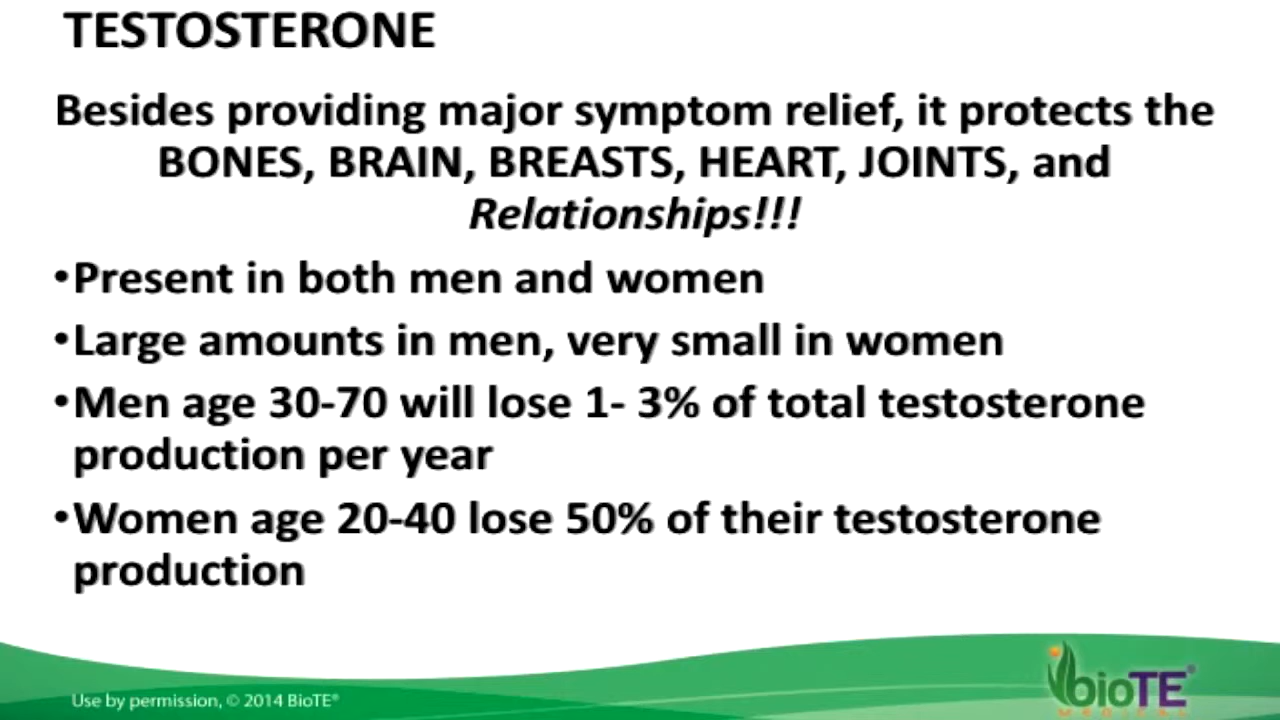 TESTOSTERONE
Besides providing major symptom relief, it protects the
BONES, BRAIN, BREASTS, HEART, JOINTS, and
Relationships!!!
•Present in both men and women
•Large amounts in men, very small in women
•Men age 30-70 will lose 1- 3% of total testosterone
production per year
•Women age 20-40 lose 50% of their testosterone
production
Use by permission, © 2014 BioTE®
bioTE®
MEDICAL